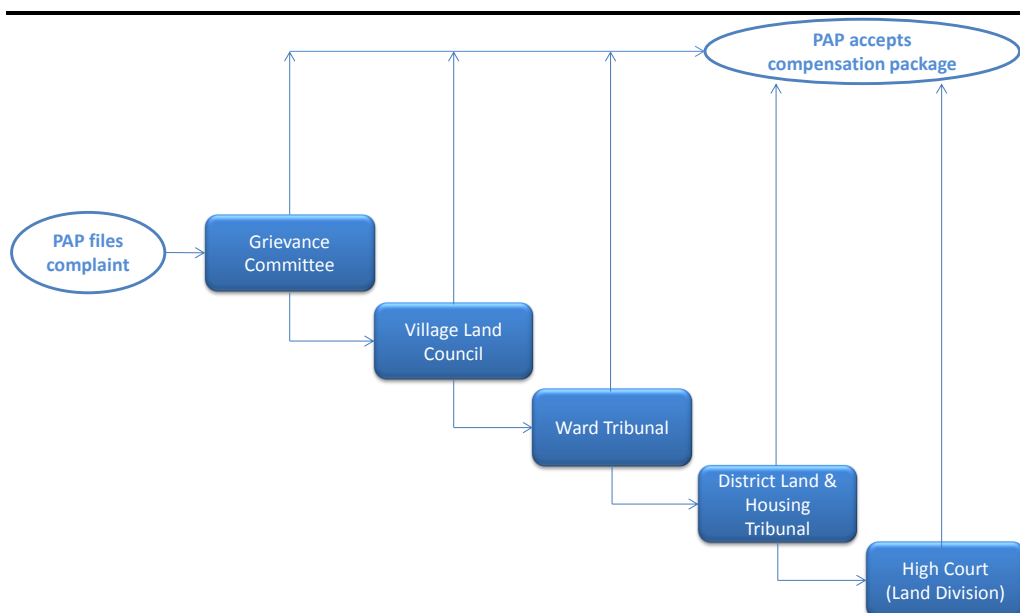 PAP accepts
compensation package
PAP files
complaint
Grievance
Committee
Village Land
Council
Ward Tribunal
District Land &
Housing
Tribunal
High Court
(Land Division)